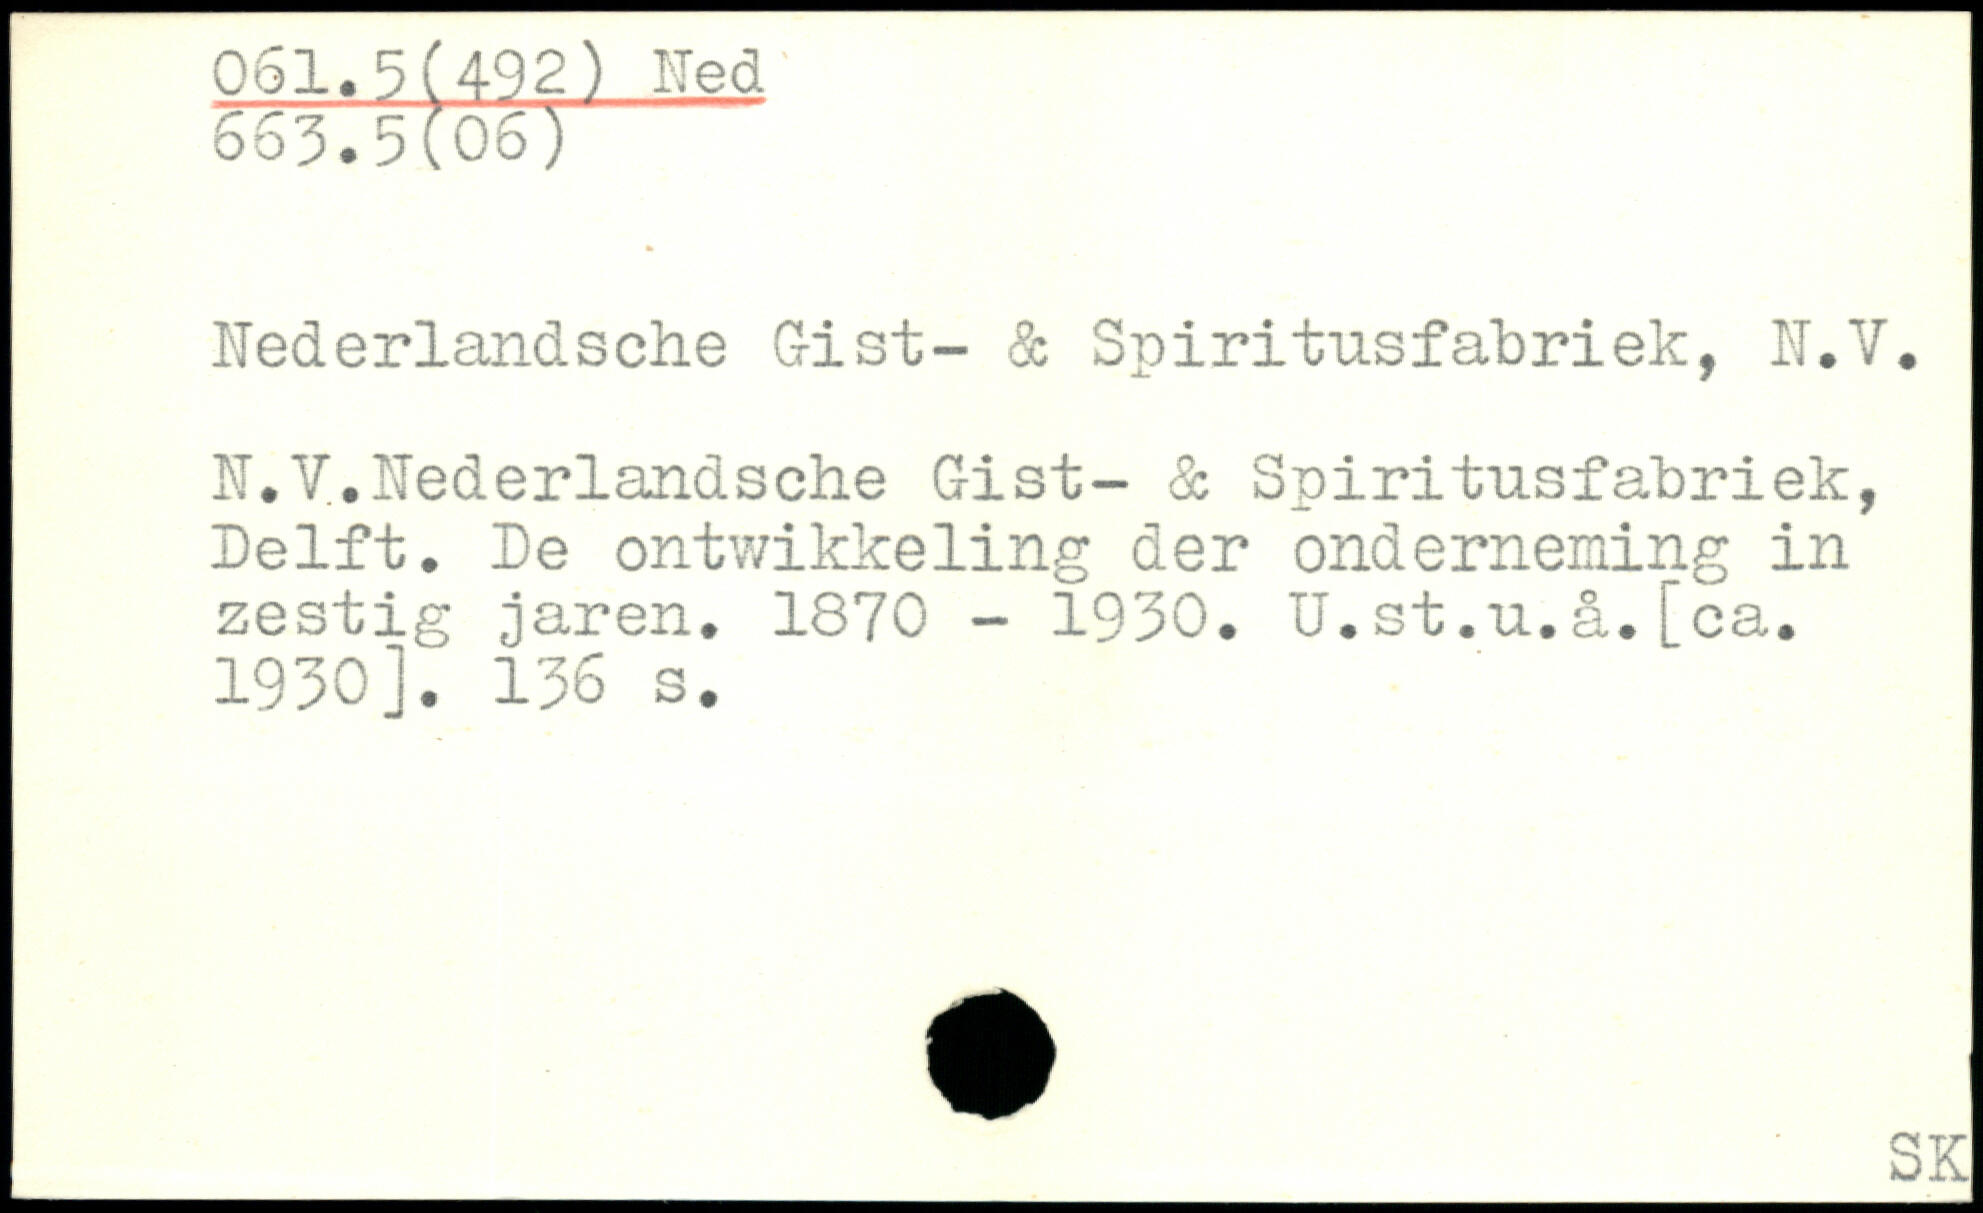 061.5(492) Ned
663.5(06)
Nederlandsche Gist- & Spiritusfabriek, N.V.
N.V.Nederlandsche Gist- & Spiritusfabriek,
Delft. De ontwikkeling der onderneming in
zestig jaren. 1870 - 1930. U.st.u.å.[ca.
1930]. 136 s.
SK